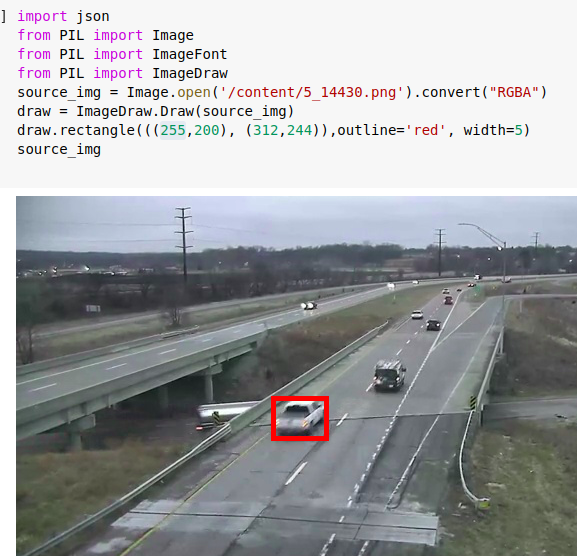 ] import json
from PIL import Image
from PIL import ImageFont
from PIL import ImageDraw
source_img = Image.open('/content/5_14430.png').convert("RGBA")
draw = ImageDraw.Draw(source_img)
draw.rectangle(((255,200), (312,244)),outline='red', width=5)
source_img